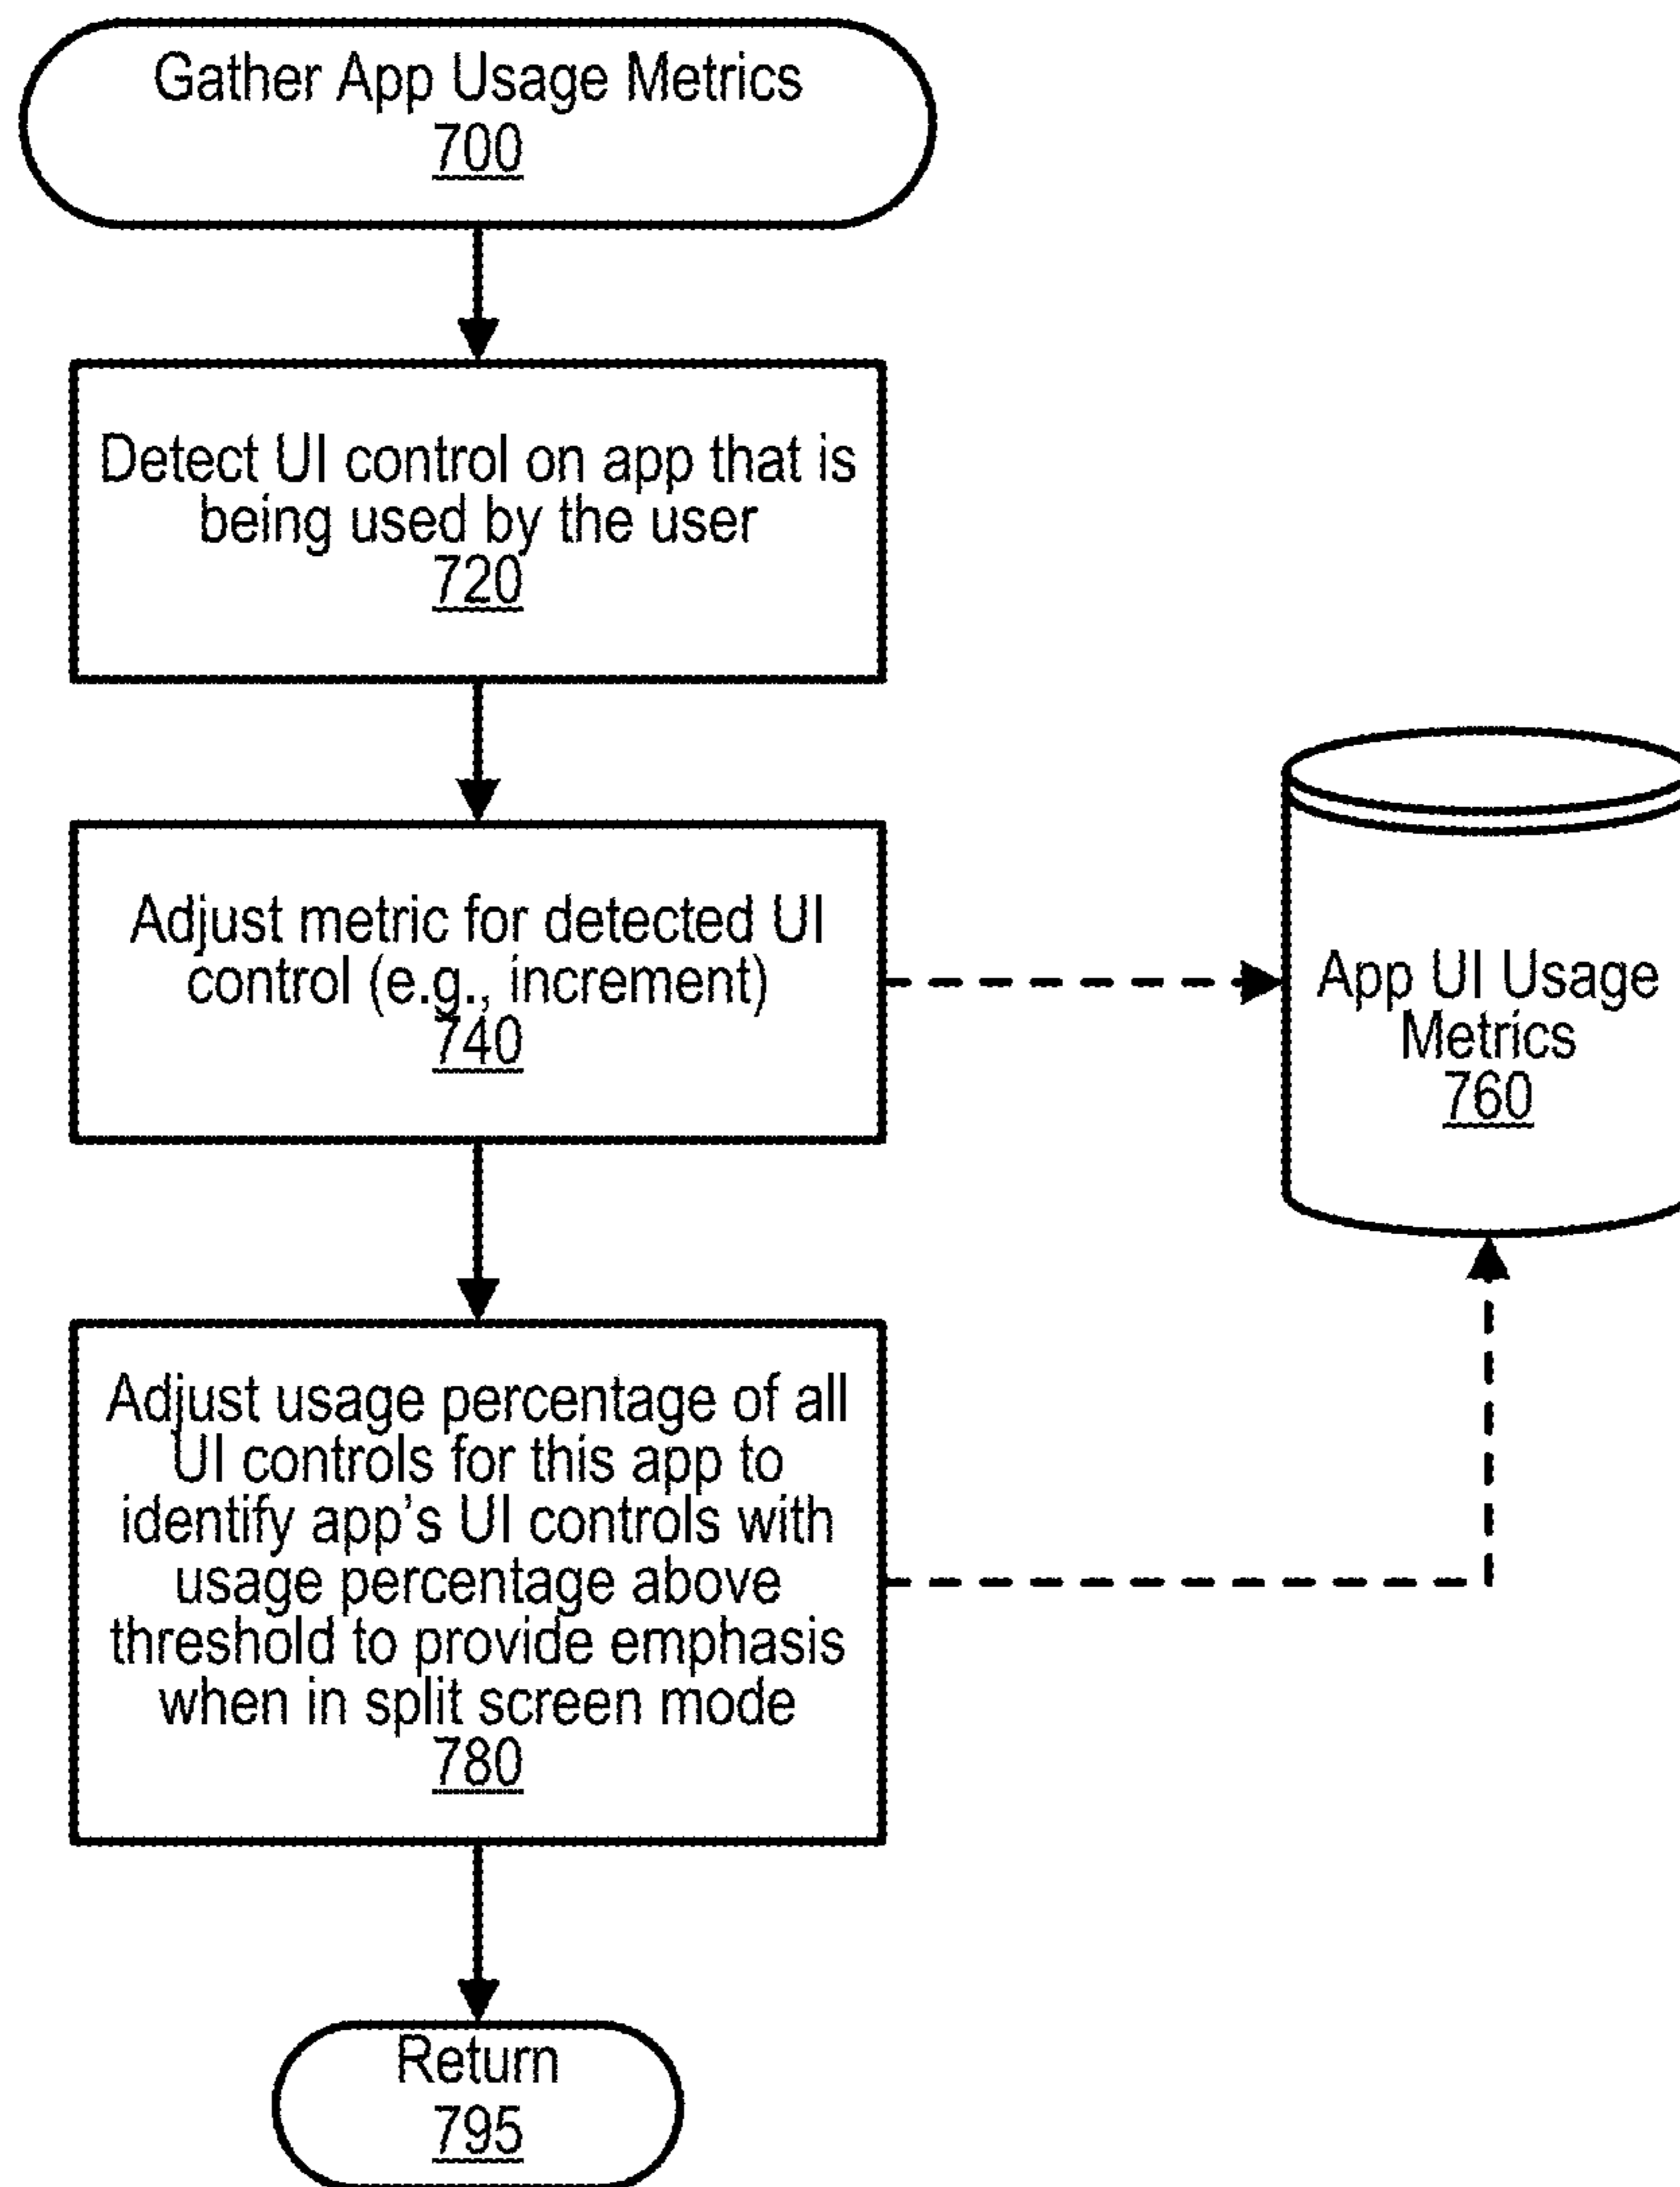 Gather App Usage Metrics
700
Detect UI control on app that is
being used by the user
720
Adjust metric for detected UI
control (e.g., increment)
740
App UI Usage
Metrics
760
Adjust usage percentage of all
UI controls for this app to
identify app's UI controls with
usage percentage above
threshold to provide emphasis
when in split screen mode
780
Return
795